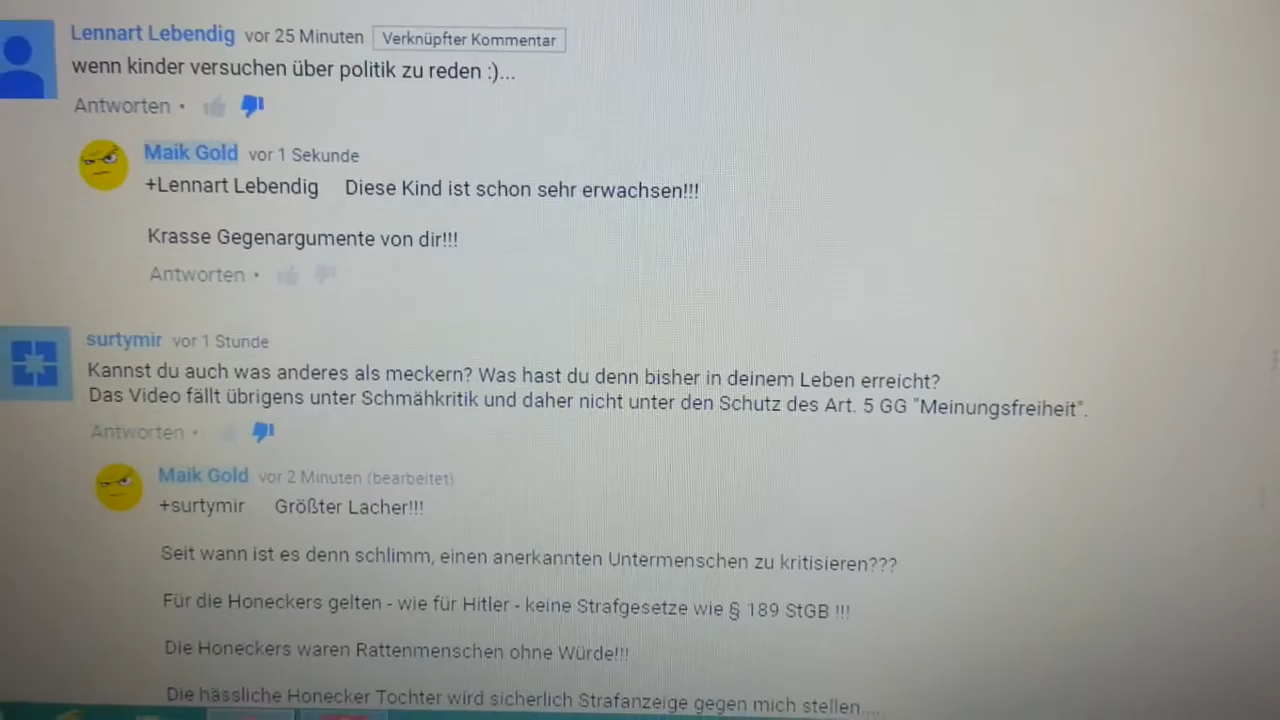 Lennart Lebendig vor 25 Minuten Verknüpfter Kommentar
wenn kinder versuchen über politik zu reden :)...
Antworten •
Maik Gold vor 1 Sekunde
+Lennart Lebendig Diese Kind ist schon sehr erwachsen!!!
Krasse Gegenargumente von dir!!!
Antworten •
surtymir vor 1 Stunde
Kannst du auch was anderes als meckern? Was hast du denn bisher in deinem Leben erreicht?
Das Video fällt übrigens unter Schmähkritik und daher nicht unter den Schutz des Art. 5 GG "Meinungsfreiheit".
Antworten •
Maik Gold vor 2 Minuten (bearbeitet)
+surtymir Größter Lacher!!!
Seit wann ist es denn schlimm, einen anerkannten Untermenschen zu kritisieren???
Für die Honeckers gelten - wie für Hitler - keine Strafgesetze wie § 189 StGB !!!
Die Honeckers waren Rattenmenschen ohne Würde!!!
Die hässliche Honecker Tochter wird sicherlich Strafanzeige gegen mich stellen.....